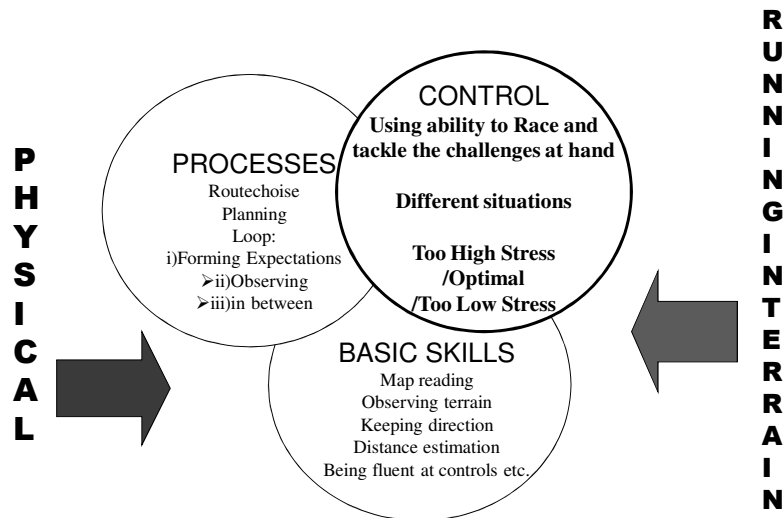 PHYSICAL
PROCESSES
Routechoise
Planning
Loop:
i)Forming Expectations
➢ii)Observing
➢iii)in between
CONTROL
Using ability to Race and
tackle the challenges at hand
Different situations
Too High Stress
/Optimal
/Too Low Stress
BASIC SKILLS
Map reading
Observing terrain
Keeping direction
Distance estimation
Being fluent at controls etc.
RUNNINGINTERRAIN